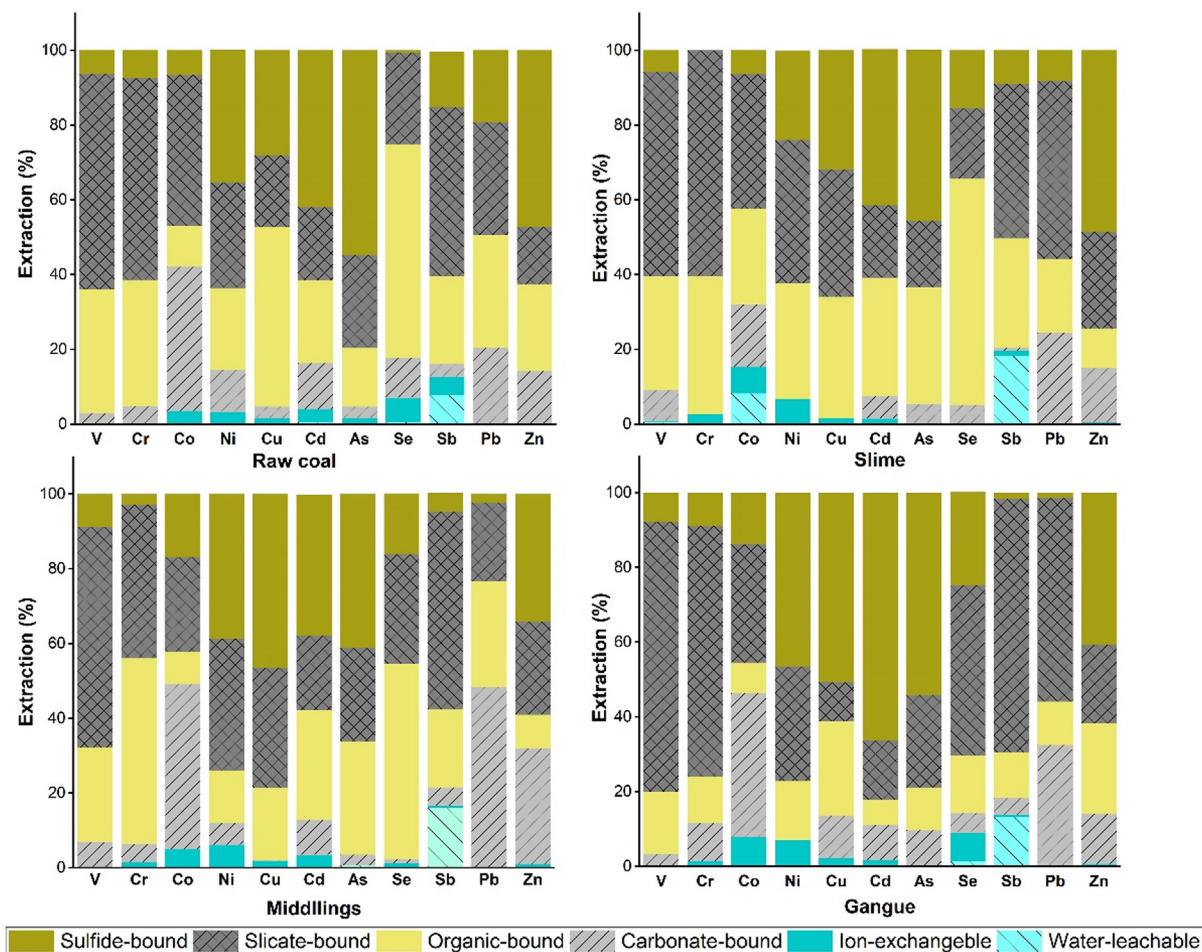 100
80
60
40
20
0
Extraction (%)
V Cr Co Ni Cu Cd As Se Sb Pb Zn
Raw coal
100
80
60
40
20
0
Extraction (%)
V Cr Co Ni Cu Cd As Se Sb Pb Zn
Slime
100
80
60
40
20
0
Extraction (%)
V Cr Co Ni Cu Cd As Se Sb Pb Zn
Middllings
100
80
60
40
20
0
Extraction (%)
V Cr Co Ni Cu Cd As Se Sb Pb Zn
Gangue
Sulfide-bound Slicate-bound Organic-bound Carbonate-bound Ion-exchangeble Water-leachable